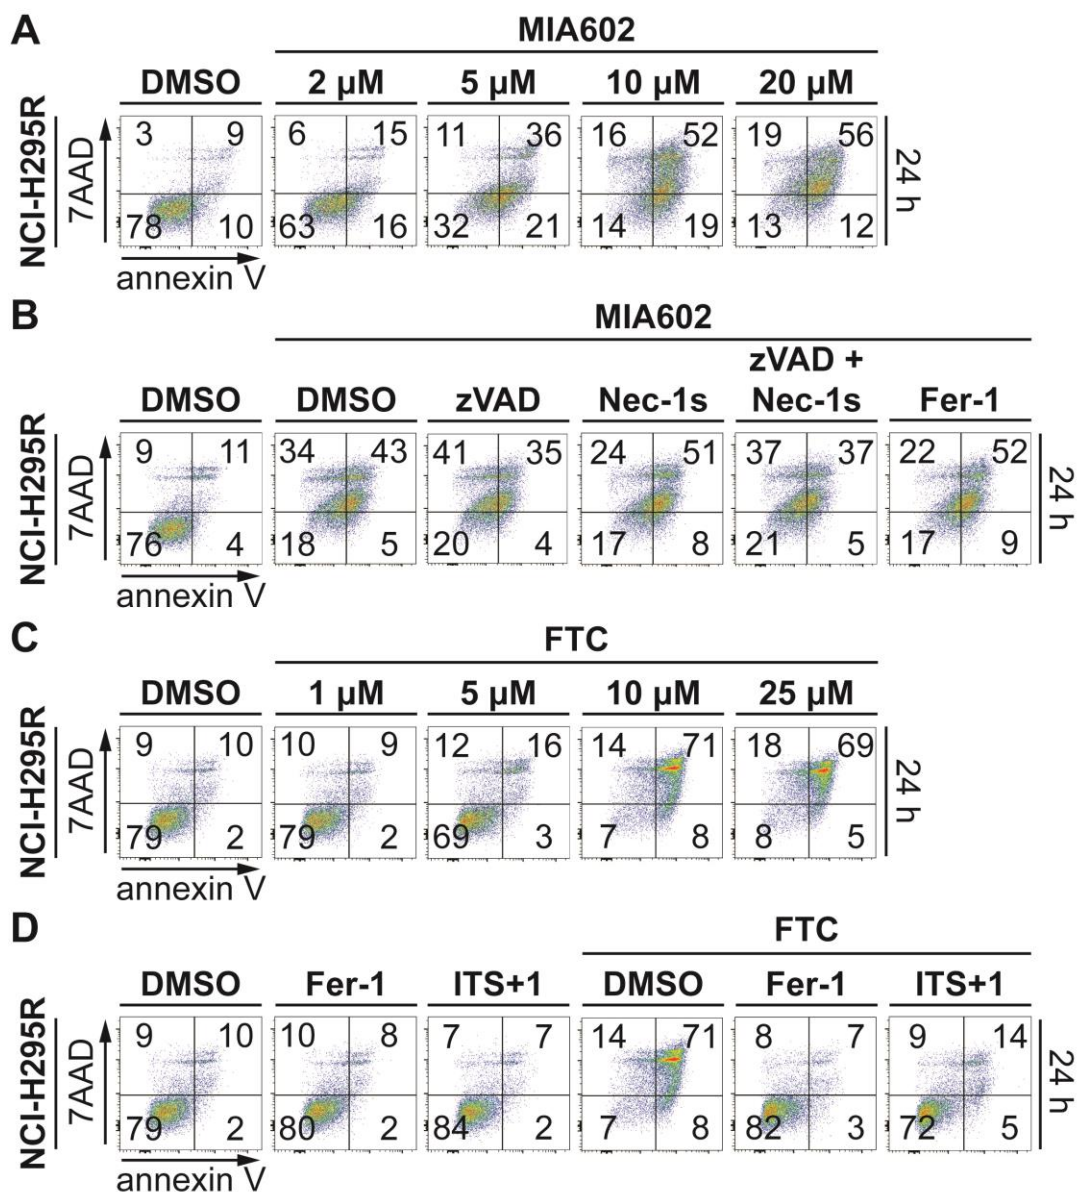 A
MIA602
DMSO 2 μM 5 μM 10 μM 20 μM
NCI-H295R
7AAD
3 9 6 15 11 36 16 52 19 56
78 10 63 16 32 21 14 19 13 12
24 h
annexin V
B
MIA602
zVAD +
DMSO DMSO zVAD Nec-1s Nec-1s Fer-1
NCI-H295R
7AAD
9 11 34 43 41 35 24 51 37 37 22 52
76 4 18 5 20 4 17 8 21 5 17 9
24 h
annexin V
C
FTC
DMSO 1 μM 5 μM 10 μM 25 μM
NCI-H295R
7AAD
9 10 10 9 12 16 14 71 18 69
79 2 79 2 69 3 7 8 8 5
24 h
annexin V
D
FTC
DMSO Fer-1 ITS+1 DMSO Fer-1 ITS+1
NCI-H295R
7AAD
9 10 10 8 7 7 14 71 8 7 9 14
79 2 80 2 84 2 7 8 82 3 72 5
24 h
annexin V